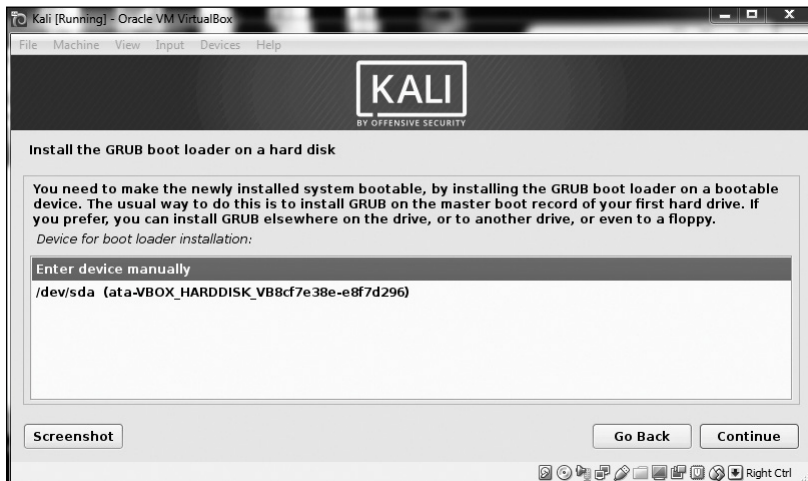 Kali [Running] - Oracle VM VirtualBox
File Machine View Input Devices Help
KALI
BY OFFENSIVE SECURITY
Install the GRUB boot loader on a hard disk
You need to make the newly installed system bootable, by installing the GRUB boot loader on a bootable
device. The usual way to do this is to install GRUB on the master boot record of your first hard drive. If
you prefer, you can install GRUB elsewhere on the drive, or to another drive, or even to a floppy.
Device for boot loader installation:
Enter device manually
/dev/sda (ata-VBOX_HARDDISK_VB8cf7e38e-e8f7d296)
Screenshot
Go Back
Continue
Right Ctrl